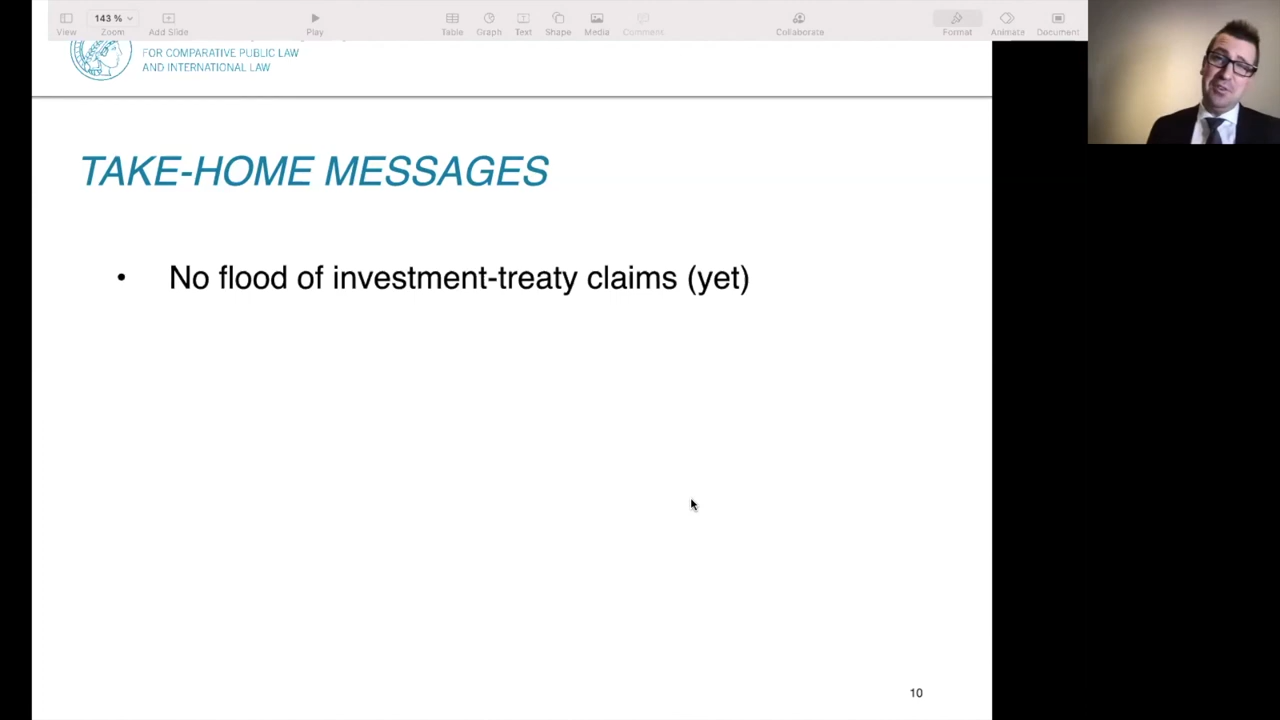 143 %
View
Zoom
Add Slide
Play
Table
Graph
Text
Shape
Media
Comment
Collaborate
Format
Animate
Document
FOR COMPARATIVE PUBLIC LAW
AND INTERNATIONAL LAW
TAKE-HOME MESSAGES
• No flood of investment-treaty claims (yet)
10